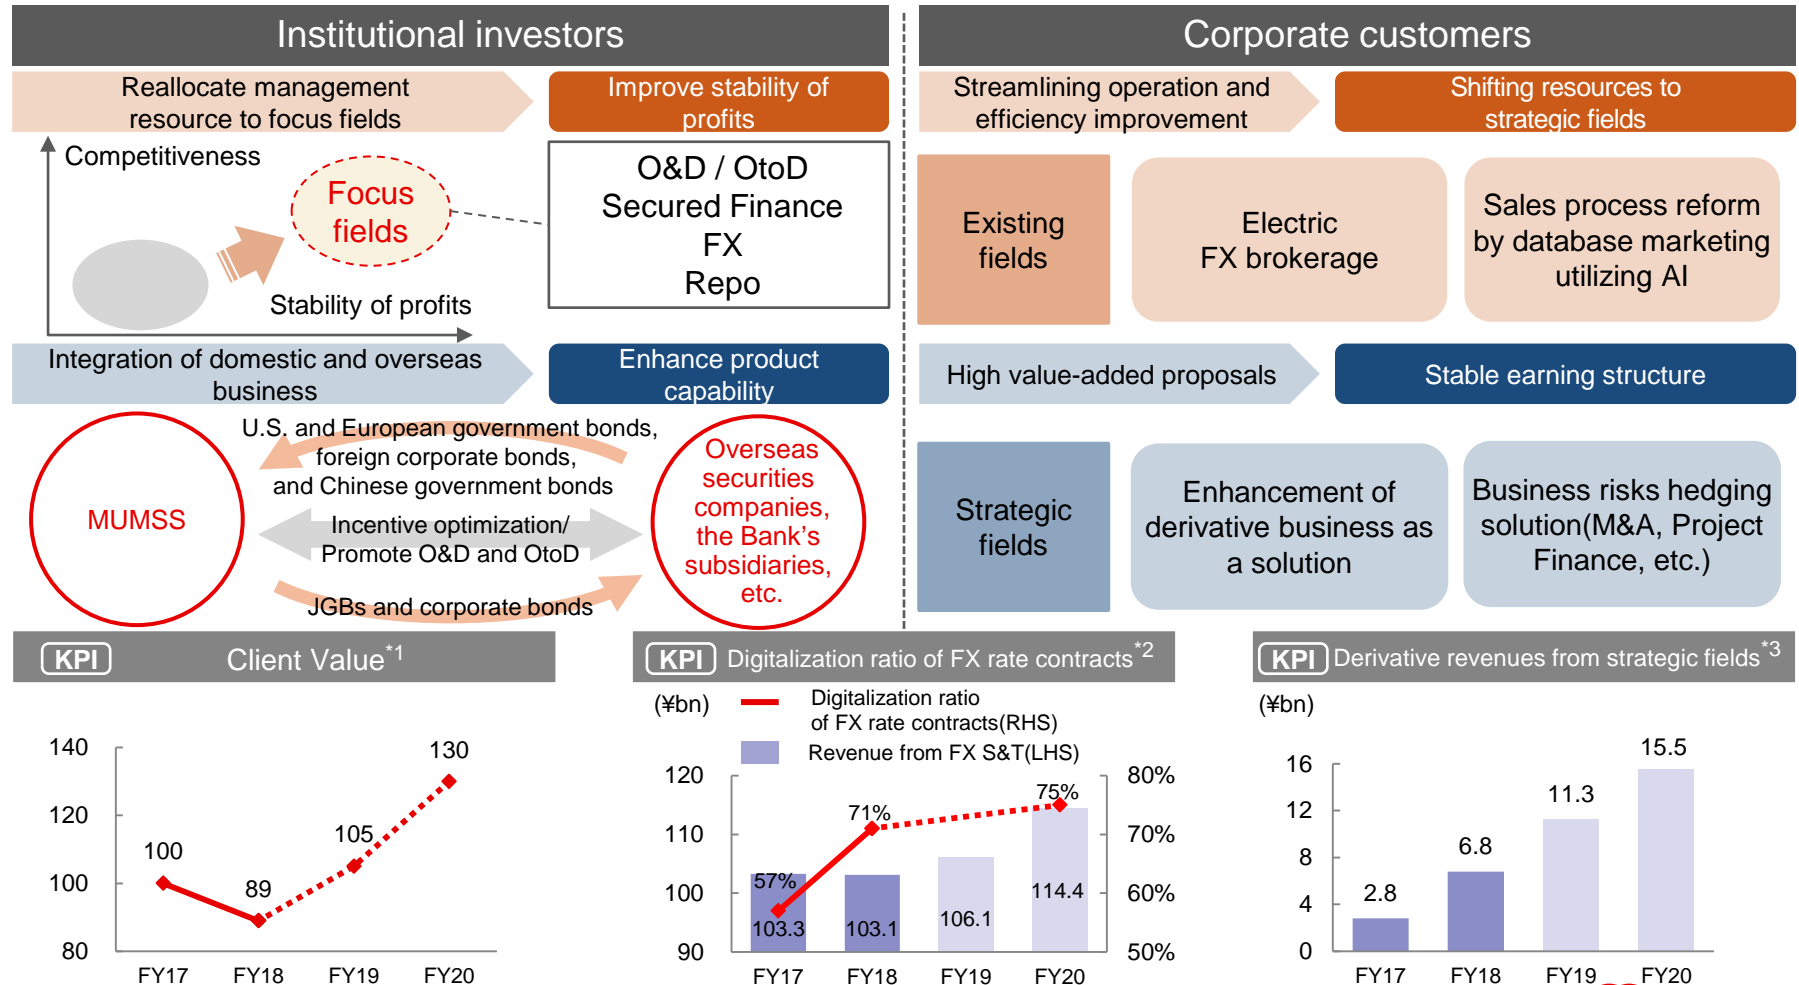 Institutional investors
Reallocate management
resource to focus fields
Improve stability of
profits
Competitiveness
Focus
fields
Stability of profits
O&D / OtoD
Secured Finance
FX
Repo
Integration of domestic and overseas
business
Enhance product
capability
MUMSS
U.S. and European government bonds,
foreign corporate bonds,
and Chinese government bonds
Incentive optimization/
Promote O&D and OtoD
JGBs and corporate bonds
Overseas
securities
companies,
the Bank's
subsidiaries,
etc.
Corporate customers
Streamlining operation and
efficiency improvement
Shifting resources to
strategic fields
Existing
fields
Electric
FX brokerage
Sales process reform
by database marketing
utilizing AI
High value-added proposals
Stable earning structure
Strategic
fields
Enhancement of
derivative business as
a solution
Business risks hedging
solution(M&A, Project
Finance, etc.)
KPI Client Value*1
140
120
100
80
100
89
105
130
FY17 FY18 FY19 FY20
KPI Digitalization ratio of FX rate contracts*2
(¥bn)
Digitalization ratio
of FX rate contracts(RHS)
Revenue from FX S&T(LHS)
120
110
100
90
80%
70%
60%
50%
57%
71%
75%
103.3
103.1
106.1
114.4
FY17 FY18 FY19 FY20
KPI Derivative revenues from strategic fields*3
(¥bn)
16
12
8
4
0
2.8
6.8
11.3
15.5
FY17 FY18 FY19 FY20